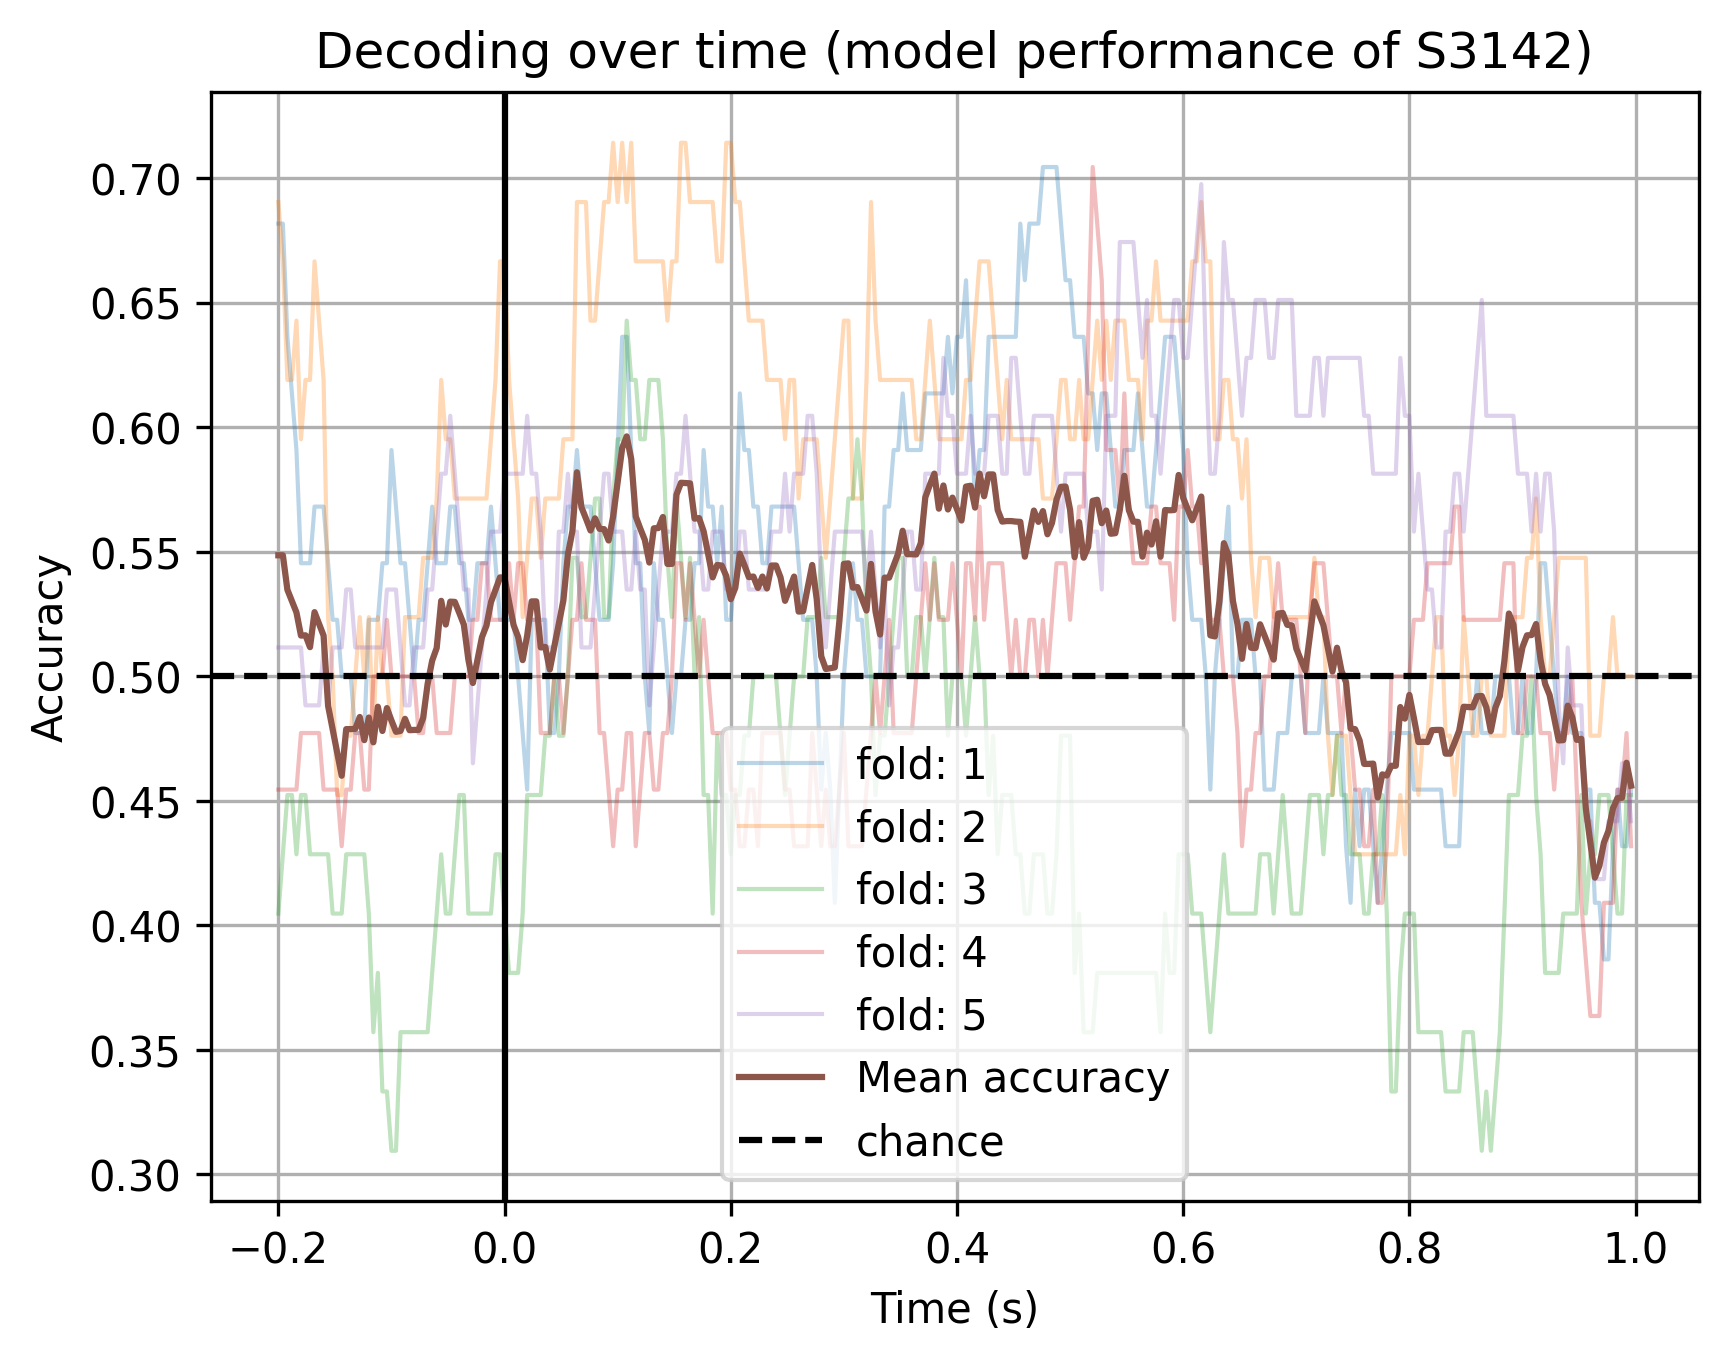 Decoding over time (model performance of S3142)
Accuracy
0.70
0.65
0.60
0.55
0.50
0.45
0.40
0.35
0.30
fold: 1
fold: 2
fold: 3
fold: 4
fold: 5
Mean accuracy
chance
−0.2 0.0 0.2 0.4 0.6 0.8 1.0
Time (s)